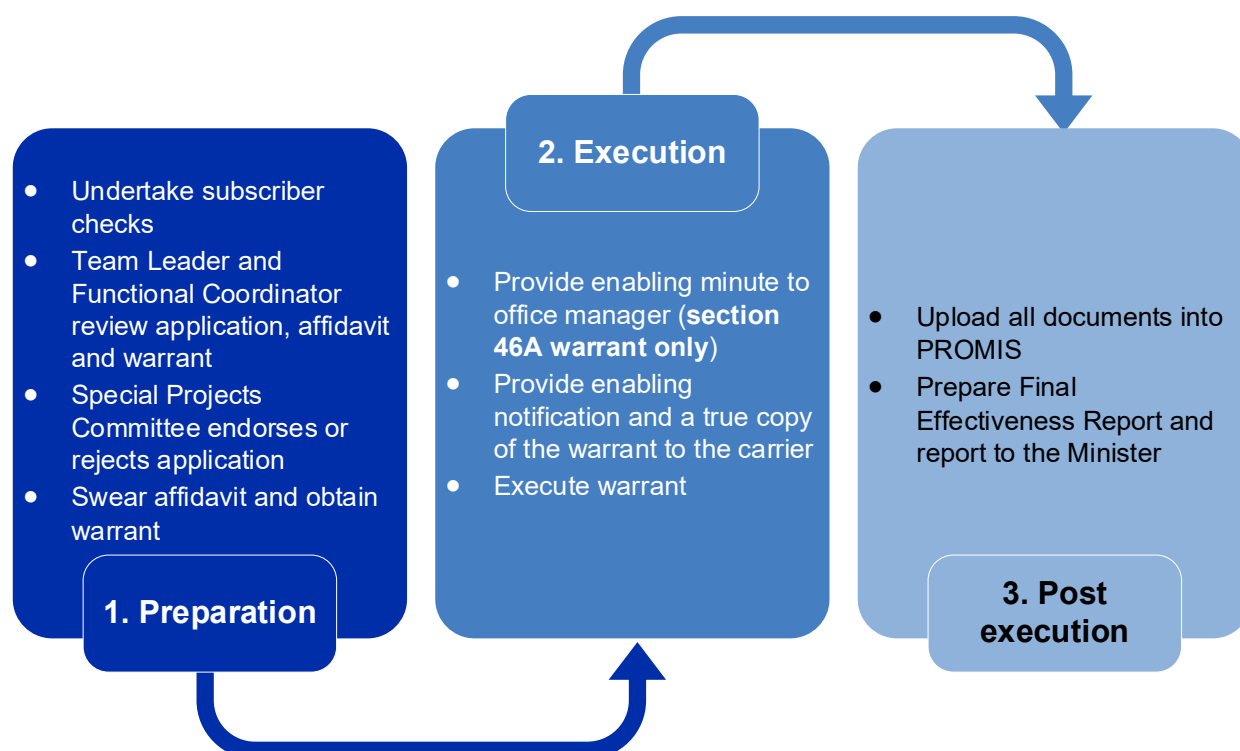 ● Undertake subscriber
checks
● Team Leader and
Functional Coordinator
review application, affidavit
and warrant
● Special Projects
Committee endorses or
rejects application
● Swear affidavit and obtain
warrant
1. Preparation
2. Execution
● Provide enabling minute to
office manager (section
46A warrant only)
● Provide enabling
notification and a true copy
of the warrant to the carrier
● Execute warrant
● Upload all documents into
PROMIS
● Prepare Final
Effectiveness Report and
report to the Minister
3. Post
execution